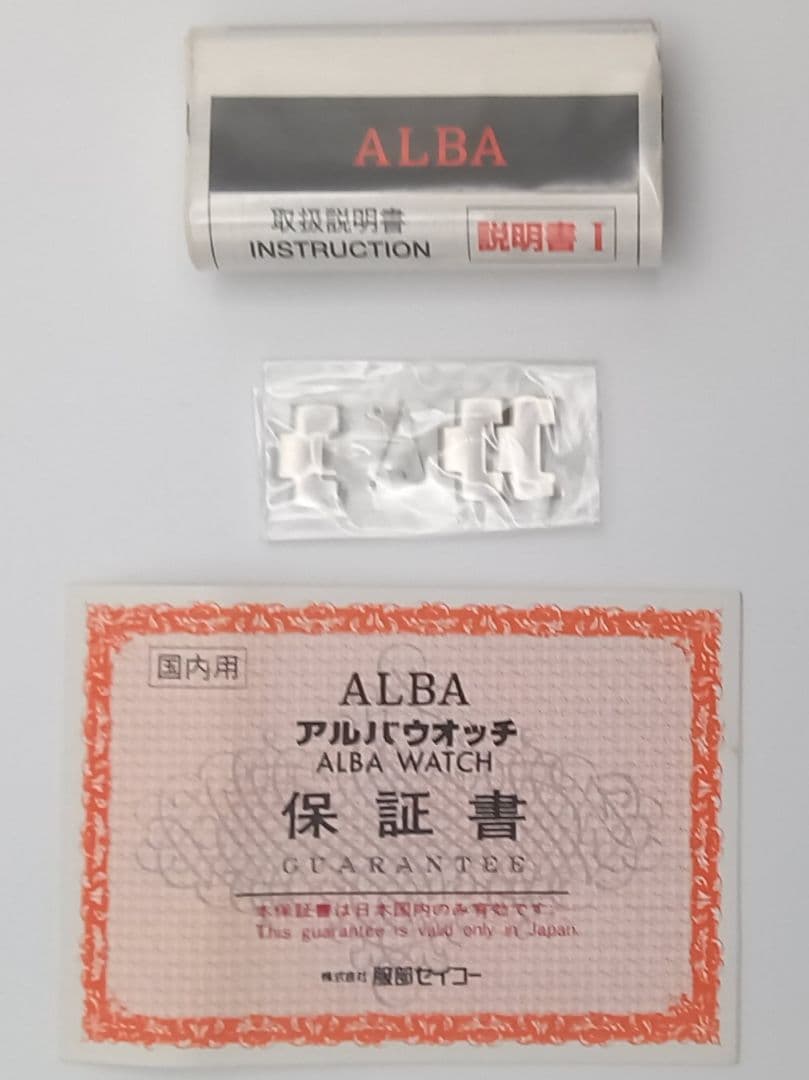 ALBA
取扱説明書
INSTRUCTION
説明書 I
国内用
ALBA
アルバウオッチ
ALBA WATCH
保証書
GUARANTEE
本保証書は日本国内のみ有効です。
This guarantee is valid only in Japan.
株式会社 服部セイコー